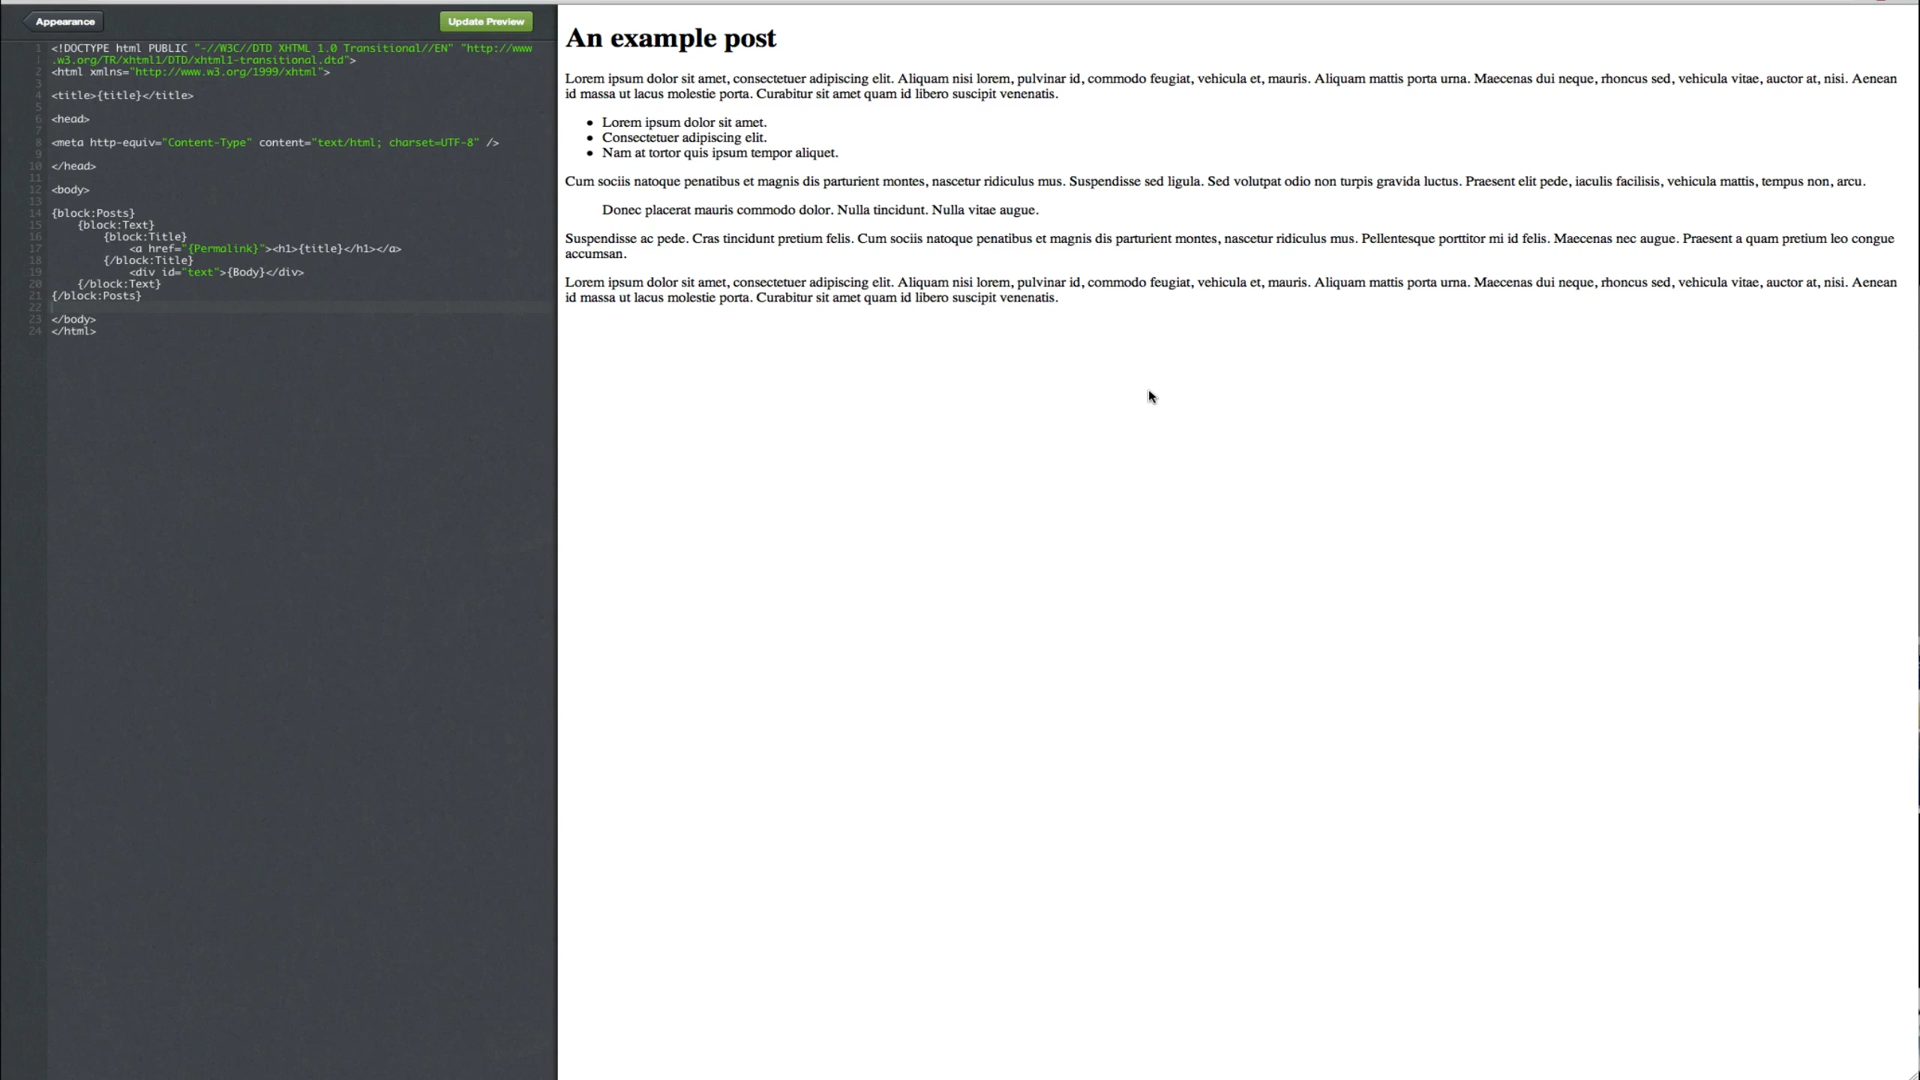 Appearance
Update Preview
1 <!DOCTYPE html PUBLIC "-//W3C//DTD XHTML 1.0 Transitional//EN" "http://www
.w3.org/TR/xhtml1/DTD/xhtml1-transitional.dtd">
2 <html xmlns="http://www.w3.org/1999/xhtml">
3
4 <title>{title}</title>
5
6 <head>
7
8 <meta http-equiv="Content-Type" content="text/html; charset=UTF-8" />
9
10 </head>
11
12 <body>
13
14 {block:Posts}
15 {block:Text}
16 {block:Title}
17 <a href="{Permalink}"><h1>{title}</h1></a>
18 {/block:Title}
19 <div id="text">{Body}</div>
20 {/block:Text}
21 {/block:Posts}
22
23 </body>
24 </html>
An example post
Lorem ipsum dolor sit amet, consectetuer adipiscing elit. Aliquam nisi lorem, pulvinar id, commodo feugiat, vehicula et, mauris. Aliquam mattis porta urna. Maecenas dui neque, rhoncus sed, vehicula vitae, auctor at, nisi. Aenean
id massa ut lacus molestie porta. Curabitur sit amet quam id libero suscipit venenatis.
• Lorem ipsum dolor sit amet.
• Consectetuer adipiscing elit.
• Nam at tortor quis ipsum tempor aliquet.
Cum sociis natoque penatibus et magnis dis parturient montes, nascetur ridiculus mus. Suspendisse sed ligula. Sed volutpat odio non turpis gravida luctus. Praesent elit pede, iaculis facilisis, vehicula mattis, tempus non, arcu.
Donec placerat mauris commodo dolor. Nulla tincidunt. Nulla vitae augue.
Suspendisse ac pede. Cras tincidunt pretium felis. Cum sociis natoque penatibus et magnis dis parturient montes, nascetur ridiculus mus. Pellentesque porttitor mi id felis. Maecenas nec augue. Praesent a quam pretium leo congue
accumsan.
Lorem ipsum dolor sit amet, consectetuer adipiscing elit. Aliquam nisi lorem, pulvinar id, commodo feugiat, vehicula et, mauris. Aliquam mattis porta urna. Maecenas dui neque, rhoncus sed, vehicula vitae, auctor at, nisi. Aenean
id massa ut lacus molestie porta. Curabitur sit amet quam id libero suscipit venenatis.